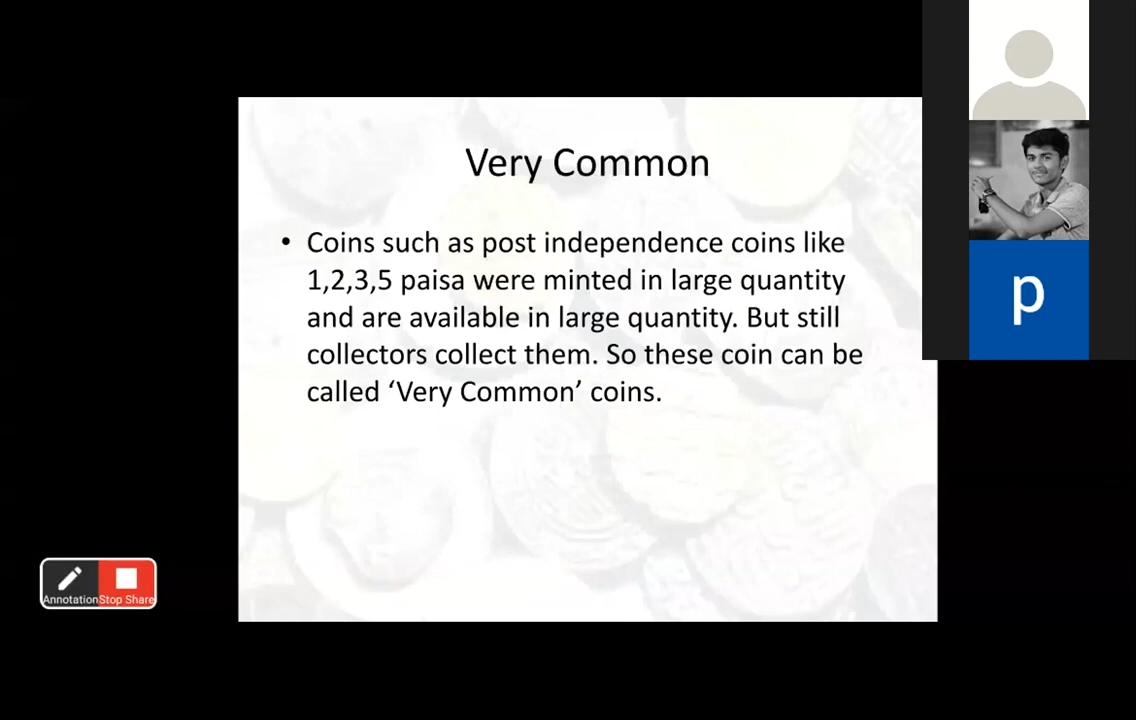 Very Common
• Coins such as post independence coins like
1,2,3,5 paisa were minted in large quantity
and are available in large quantity. But still
collectors collect them. So these coin can be
called ‘Very Common’ coins.
p
Annotation Stop Share